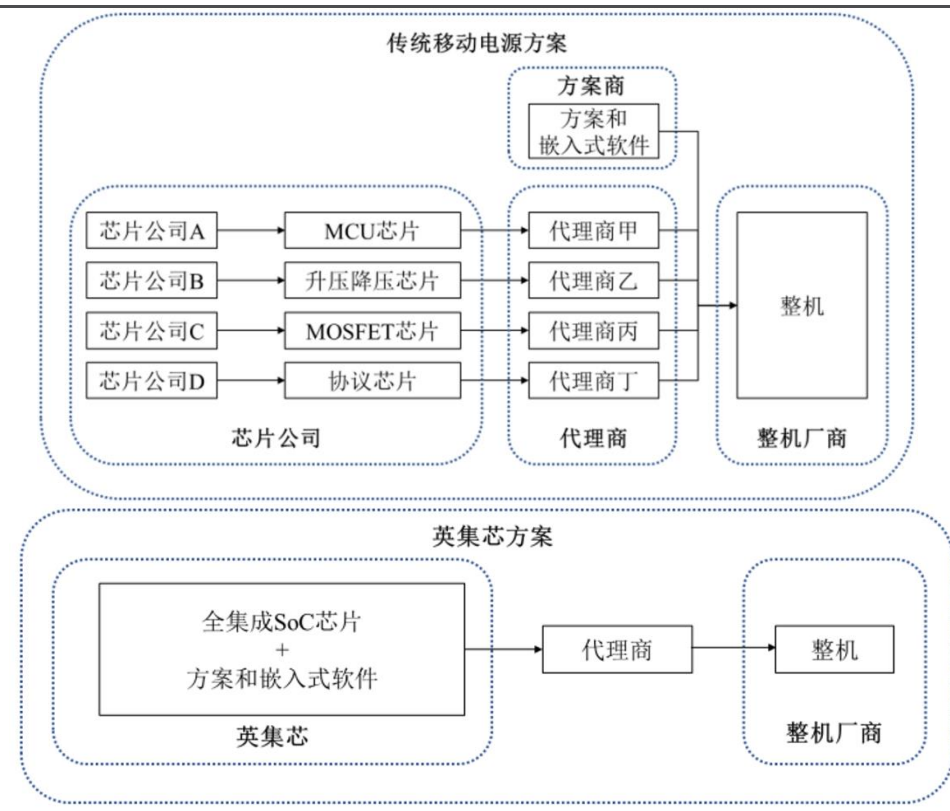 传统移动电源方案
方案商
方案和
嵌入式软件
芯片公司A
MCU芯片
代理商甲
芯片公司B
升压降压芯片
代理商乙
整机
芯片公司C
MOSFET芯片
代理商丙
芯片公司D
协议芯片
代理商丁
芯片公司
代理商
整机厂商
英集芯方案
全集成SoC芯片
+
方案和嵌入式软件
代理商
整机
英集芯
整机厂商